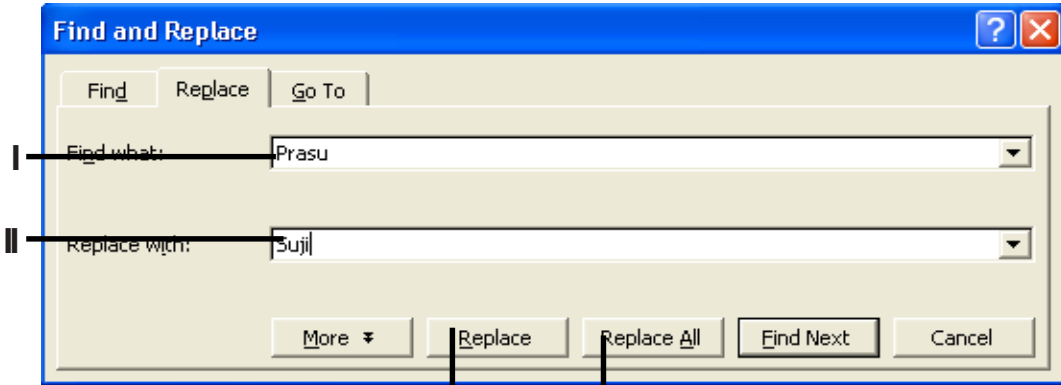 Find and Replace
Find Replace Go To
I Find what: Prasu
II Replace with: Suji
More Replace Replace All Find Next Cancel